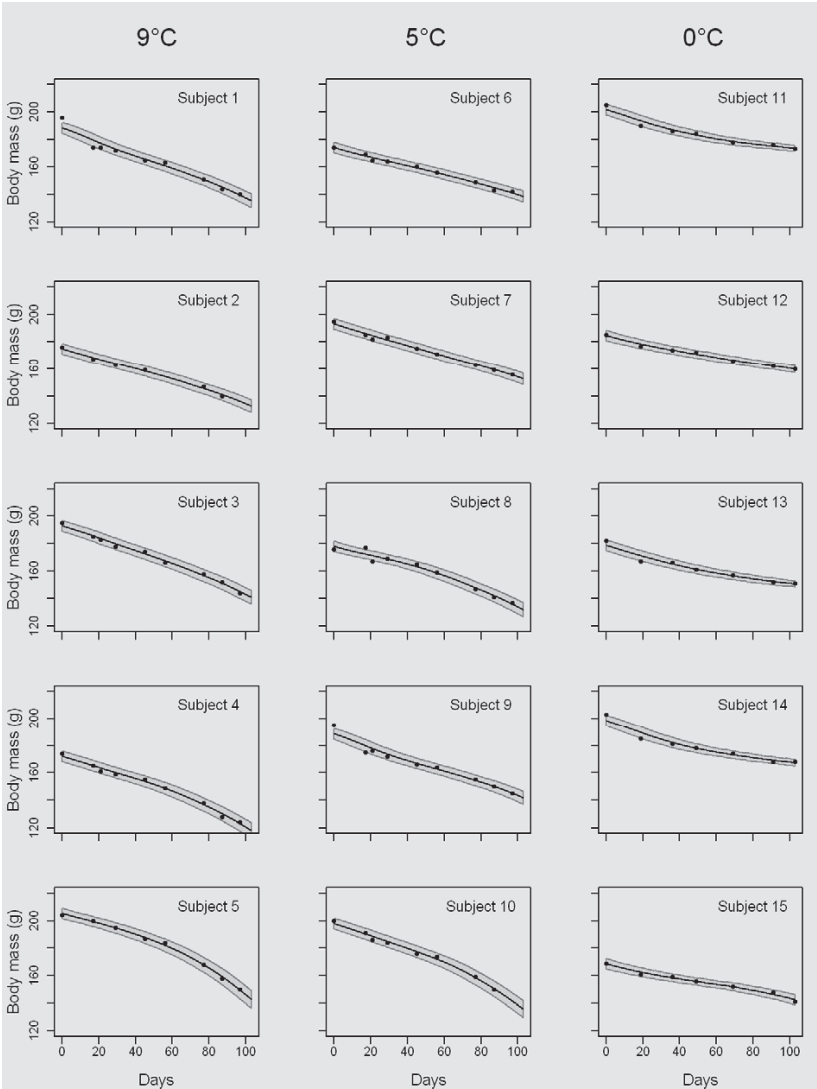 9°C 5°C 0°C
Subject 1 Subject 6 Subject 11
Body mass (g)
200
160
120
Subject 2 Subject 7 Subject 12
Body mass (g)
200
160
120
Subject 3 Subject 8 Subject 13
Body mass (g)
200
160
120
Subject 4 Subject 9 Subject 14
Body mass (g)
200
160
120
Subject 5 Subject 10 Subject 15
Body mass (g)
200
160
120
0 20 40 60 80 100 0 20 40 60 80 100 0 20 40 60 80 100
Days Days Days